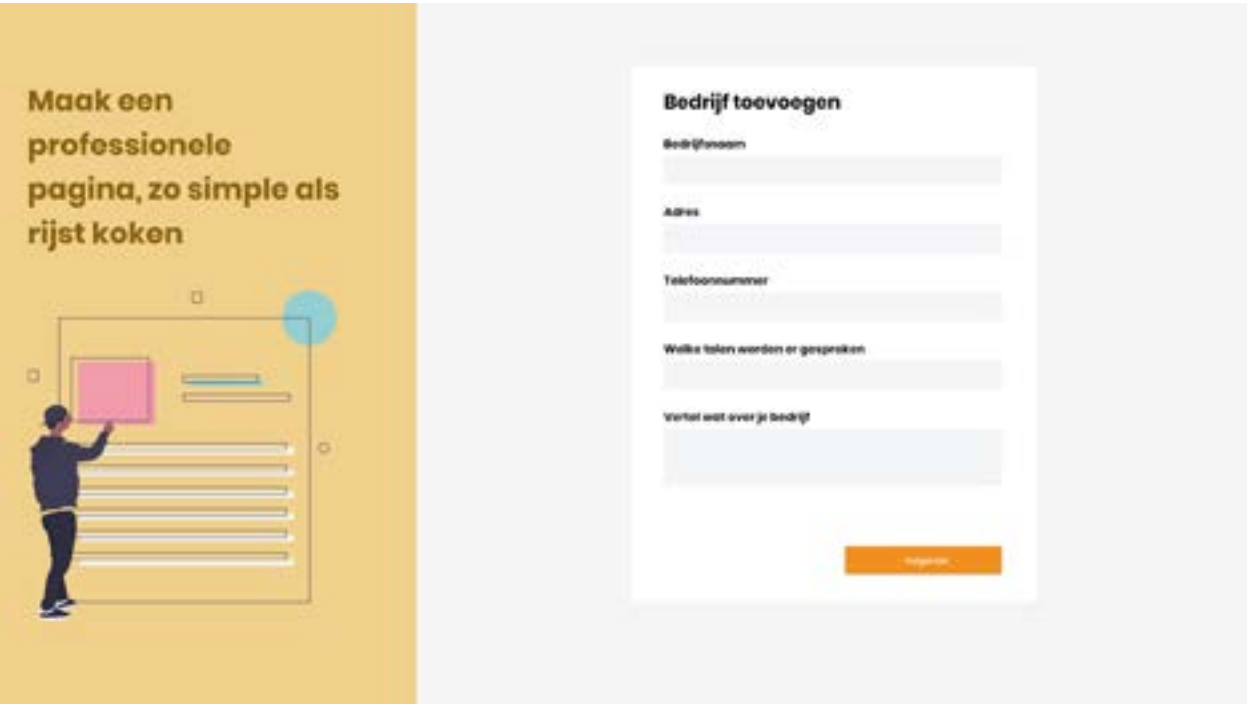 Maak een
professionele
pagina, zo simple als
rijst koken
Bedrijf toevoegen
Bedrijfsnaam
Adres
Telefoonnummer
Welke talen worden er gesproken
Vertel wat over je bedrijf